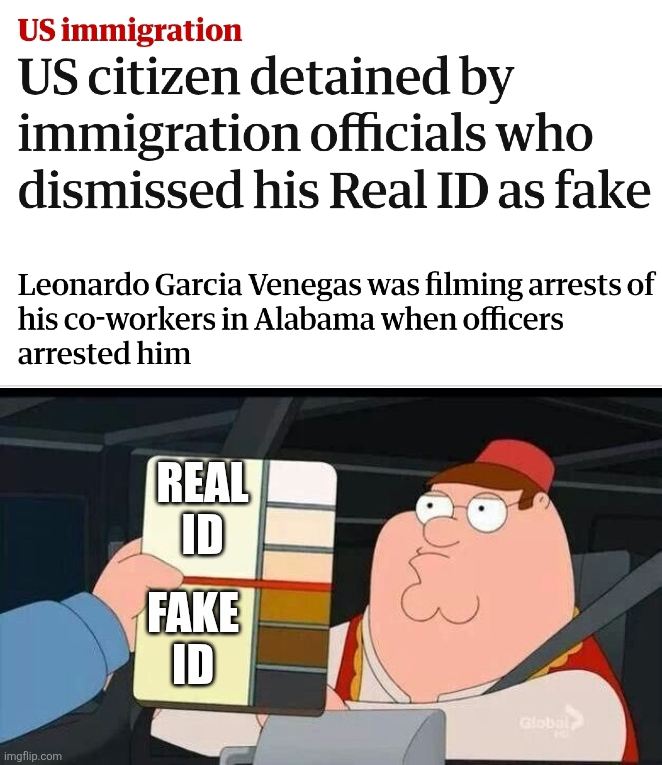 US immigration
US citizen detained by
immigration officials who
dismissed his Real ID as fake
Leonardo Garcia Venegas was filming arrests of
his co-workers in Alabama when officers
arrested him
REAL
ID
FAKE
ID
Global
HD
imgflip.com